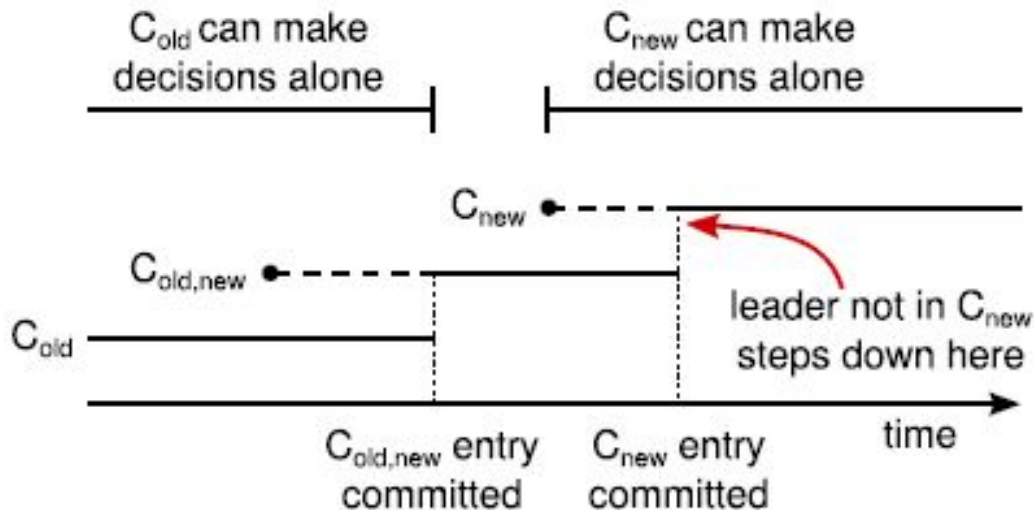 C_old can make
decisions alone
C_new can make
decisions alone
C_new
C_old,new
C_old
leader not in C_new
steps down here
time
C_old,new entry
committed
C_new entry
committed